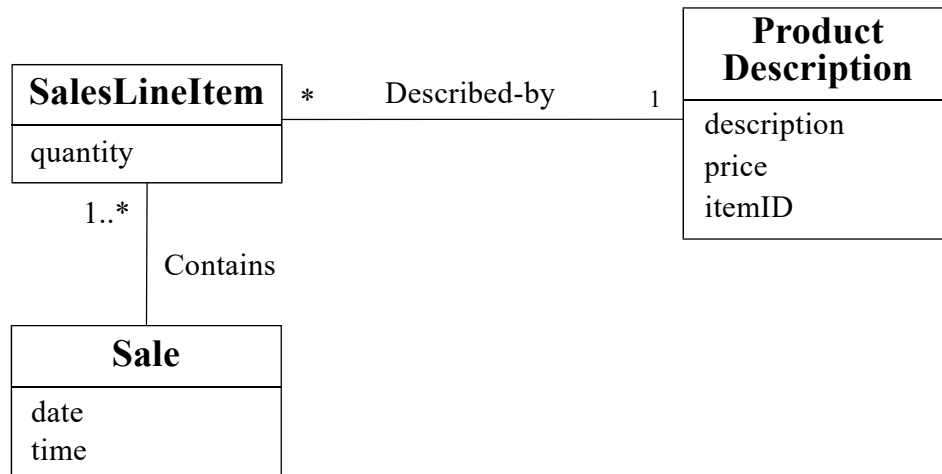 Product
Description
SalesLineItem
* Described-by 1
description
quantity
price
1..*
itemID
Contains
Sale
date
time